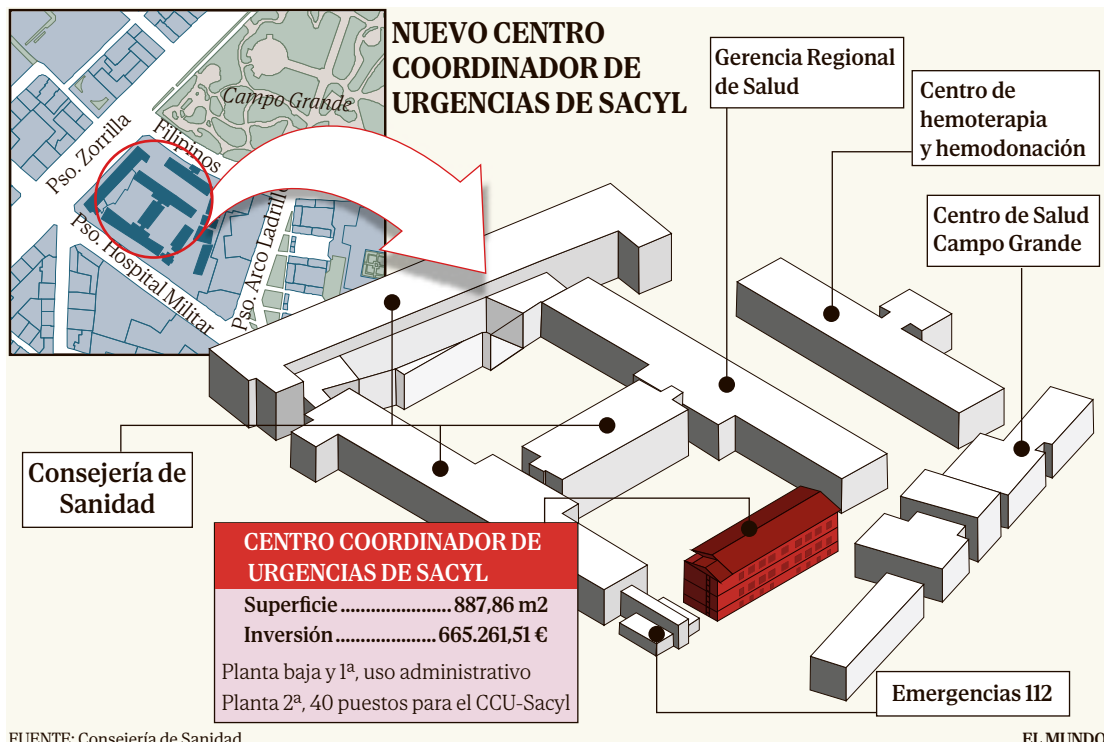 NUEVO CENTRO
COORDINADOR DE
URGENCIAS DE SACYL
Campo Grande
Pso. Zorrilla
Filipinos
Pso. Hospital Militar
Pso. Arco Ladrillo
Gerencia Regional
de Salud
Centro de
hemoterapia
y hemodonación
Centro de Salud
Campo Grande
Consejería de
Sanidad
CENTRO COORDINADOR DE
URGENCIAS DE SACYL
Superficie ...................... 887,86 m2
Inversión .................... 665.261,51 €
Planta baja y 1ª, uso administrativo
Planta 2ª, 40 puestos para el CCU-Sacyl
Emergencias 112
FUENTE: Consejería de Sanidad
EL MUNDO